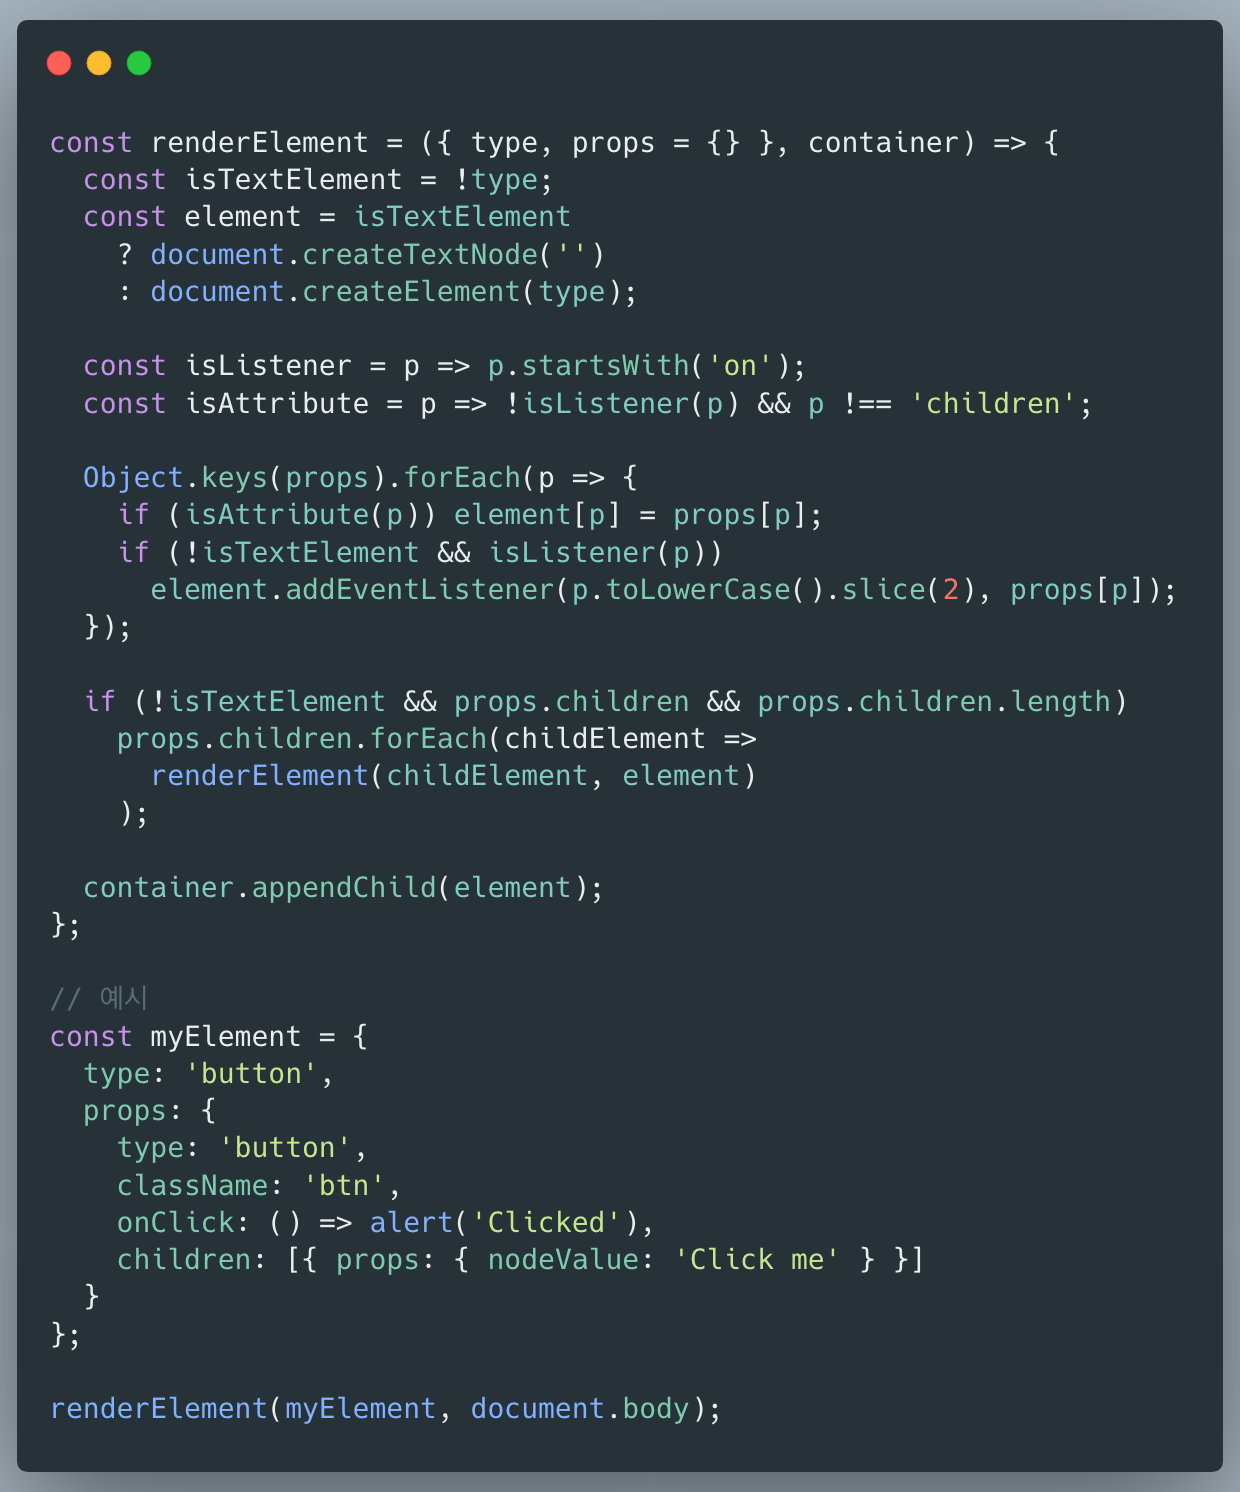 const renderElement = ({ type, props = {} }, container) => {
  const isTextElement = !type;
  const element = isTextElement
    ? document.createTextNode('')
    : document.createElement(type);

  const isListener = p => p.startsWith('on');
  const isAttribute = p => !isListener(p) && p !== 'children';

  Object.keys(props).forEach(p => {
    if (isAttribute(p)) element[p] = props[p];
    if (!isTextElement && isListener(p))
      element.addEventListener(p.toLowerCase().slice(2), props[p]);
  });

  if (!isTextElement && props.children && props.children.length)
    props.children.forEach(childElement =>
      renderElement(childElement, element)
    );

  container.appendChild(element);
};

// 예시
const myElement = {
  type: 'button',
  props: {
    type: 'button',
    className: 'btn',
    onClick: () => alert('Clicked'),
    children: [{ props: { nodeValue: 'Click me' } }]
  }
};

renderElement(myElement, document.body);